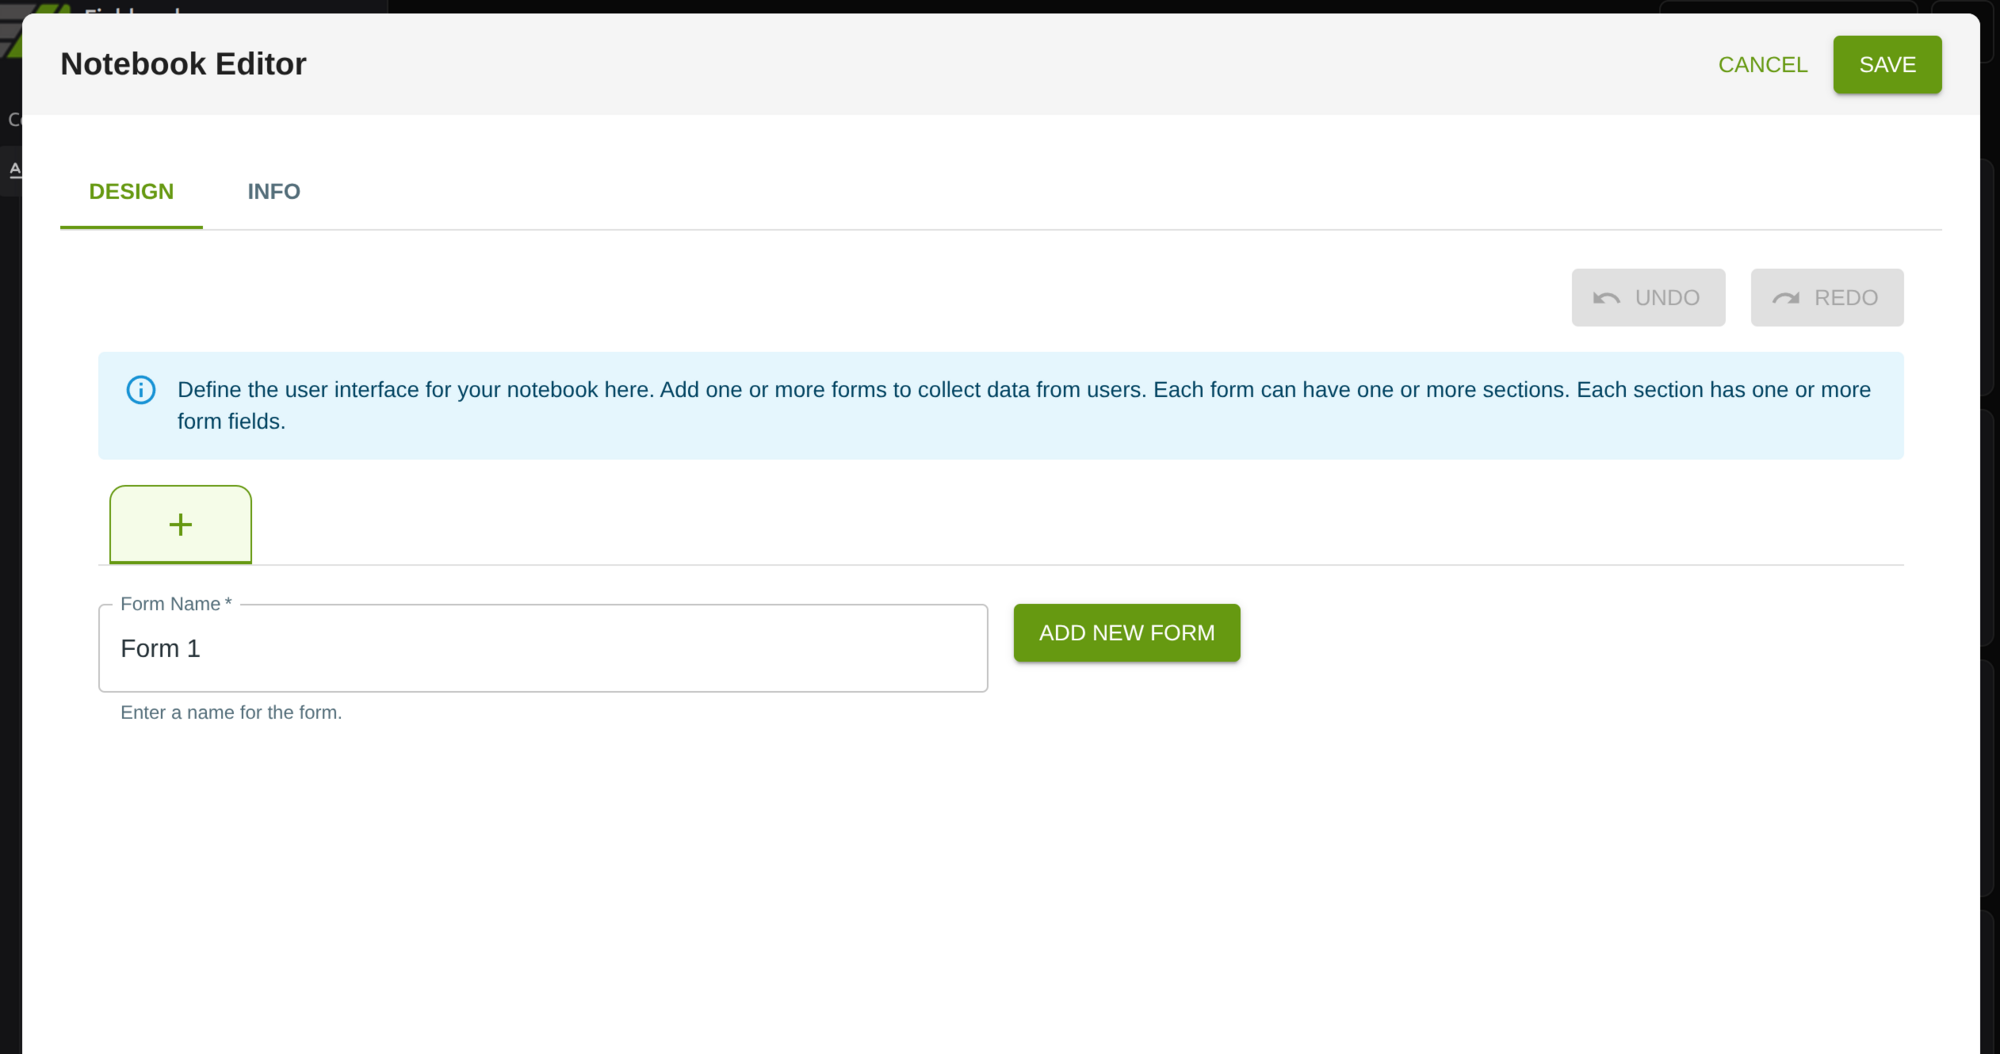 Notebook Editor
CANCEL
SAVE
DESIGN
INFO
UNDO
REDO
Define the user interface for your notebook here. Add one or more forms to collect data from users. Each form can have one or more sections. Each section has one or more
form fields.
+
Form Name *
Form 1
ADD NEW FORM
Enter a name for the form.